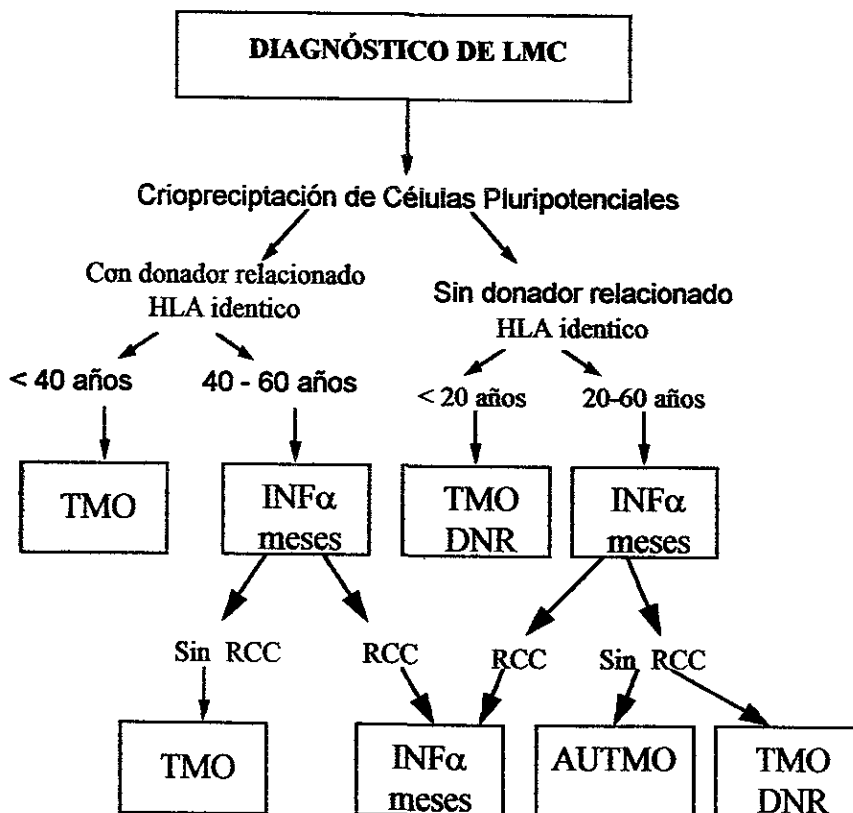 DIAGNÓSTICO DE LMC
Criopreciptación de Células Pluripotenciales
Con donador relacionado
HLA identico
Sin donador relacionado
HLA identico
< 40 años
40 - 60 años
< 20 años
20-60 años
TMO
INFα
meses
TMO
DNR
INFα
meses
Sin RCC
RCC
RCC
Sin RCC
TMO
INFα
meses
AUTMO
TMO
DNR